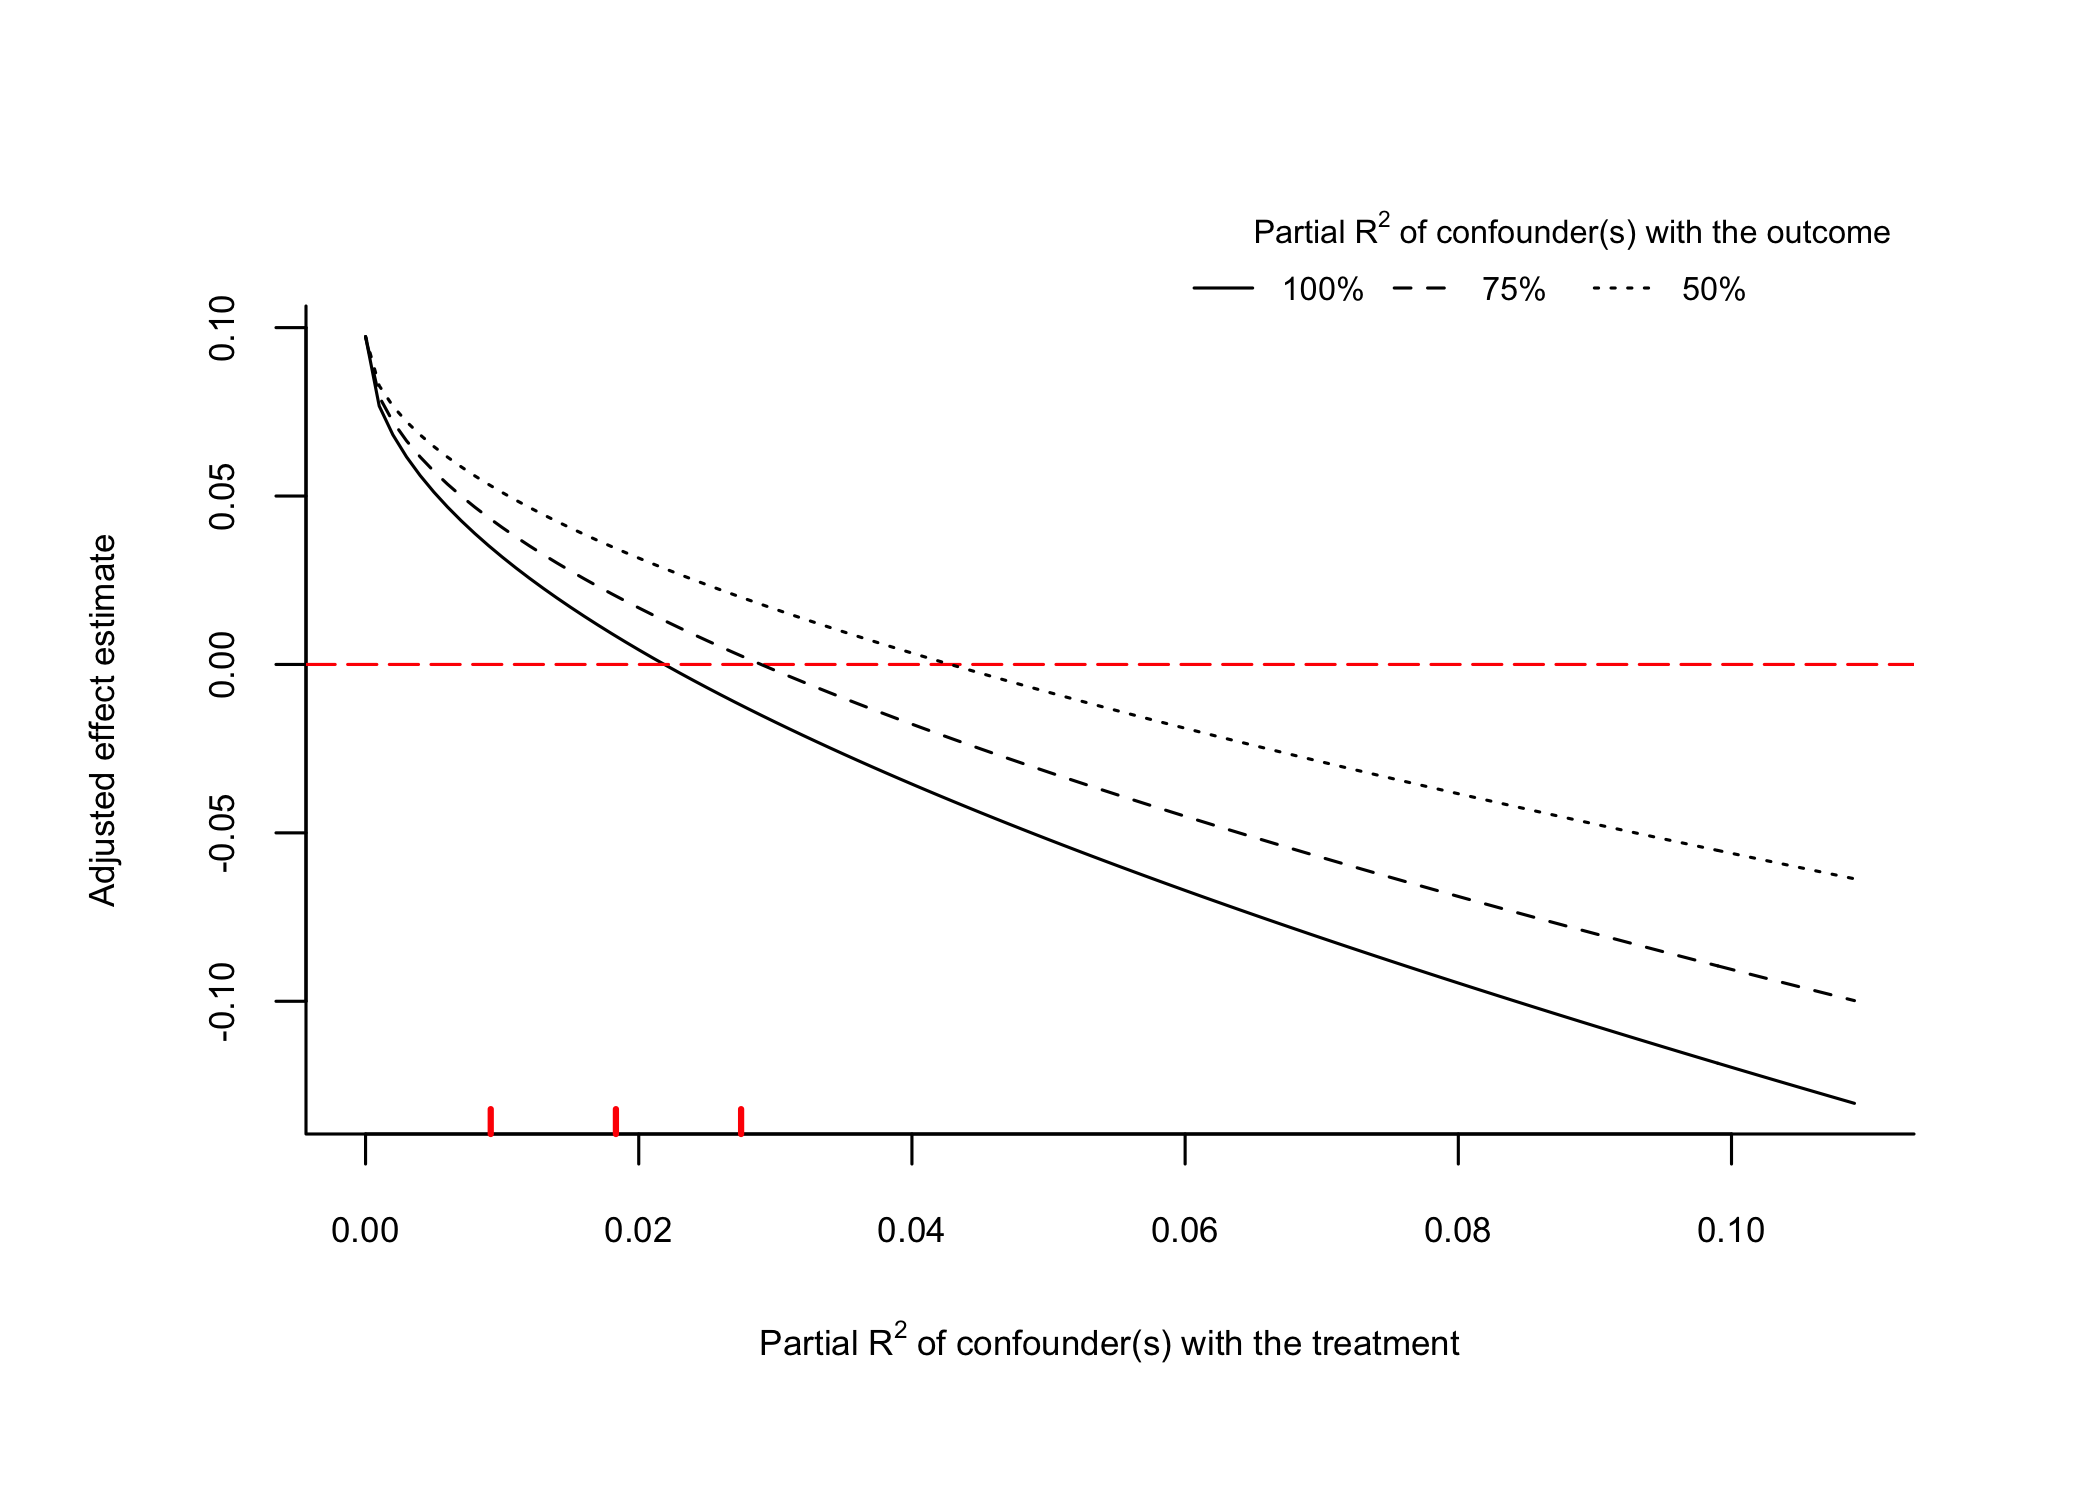 Partial R² of confounder(s) with the outcome
100% 75% 50%
Adjusted effect estimate
0.10
0.05
0.00
-0.05
-0.10
0.00 0.02 0.04 0.06 0.08 0.10
Partial R² of confounder(s) with the treatment